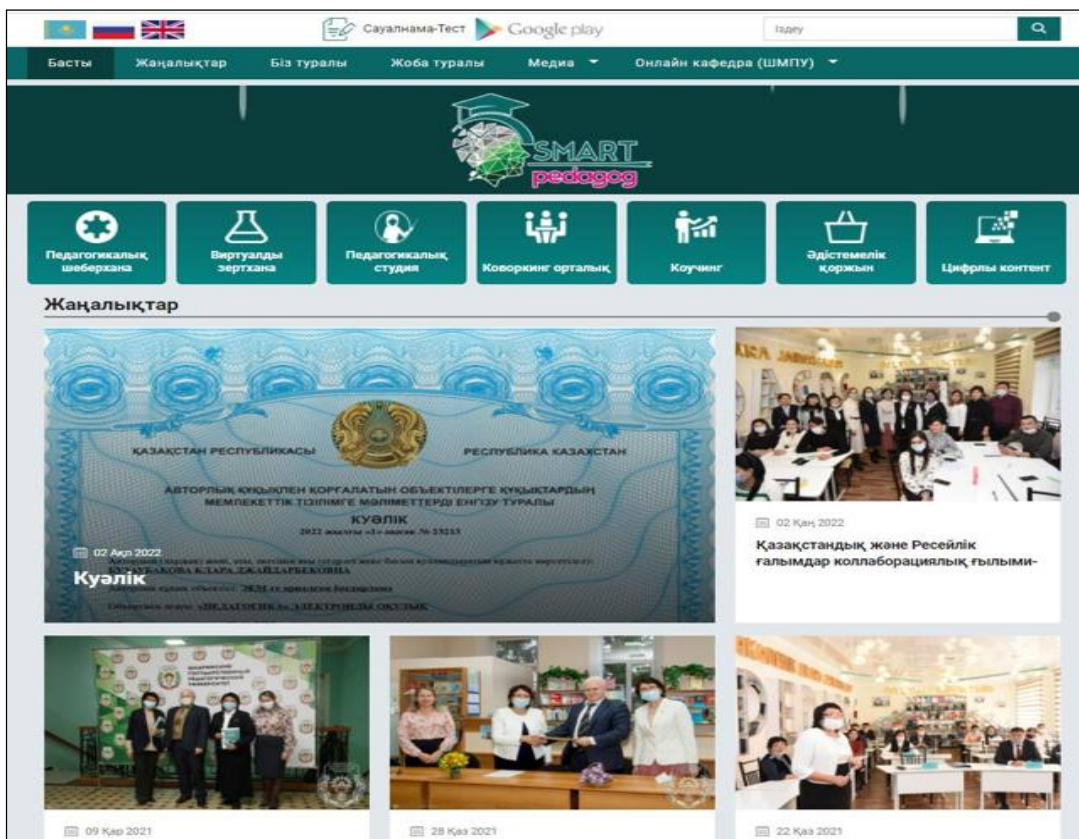 Сауалнама-Тест
Google play
Іздеу
Басты Жаңалықтар Біз туралы Жоба туралы Медиа Онлайн кафедра (ШМПУ)
SMART
pedagog
Педагогикалық
шеберхана
Виртуалды
зертхана
Педагогикалық
студия
Коворкинг орталық
Коучинг
Әдістемелік
қоржын
Цифрлы контент
Жаңалықтар
ҚАЗАҚСТАН РЕСПУБЛИКАСЫ
РЕСПУБЛИКА КАЗАХСТАН
АВТОРЛЫҚ ҚҰҚЫҚПЕН ҚОРҒАЛАТЫН ОБЪЕКТІЛЕРГЕ ҚҰҚЫҚТАРДЫҢ
МЕМЛЕКЕТТІК ТІЗІЛІМГЕ МӘЛІМЕТТЕРДІ ЕНГІЗУ ТУРАЛЫ
КУӘЛІК
02 Ақп 2022
Куәлік
02 Қаң 2022
Қазақстандық және Ресейлік
ғалымдар коллаборациялық ғылыми-
09 Қар 2021
28 Қаз 2021
22 Қаз 2021